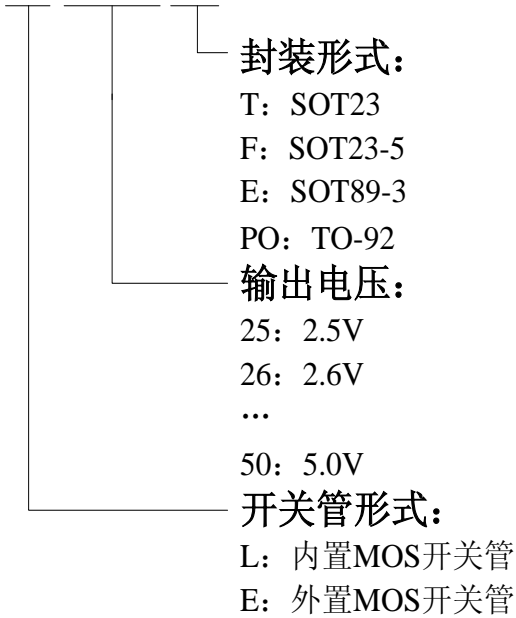 封装形式：
T：SOT23
F：SOT23-5
E：SOT89-3
PO：TO-92
输出电压：
25：2.5V
26：2.6V
…
50：5.0V
开关管形式：
L：内置MOS开关管
E：外置MOS开关管